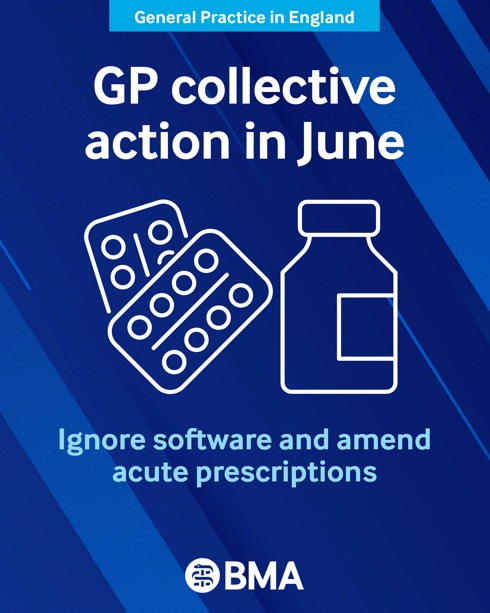 General Practice in England
GP collective
action in June
Ignore software and amend
acute prescriptions
BMA